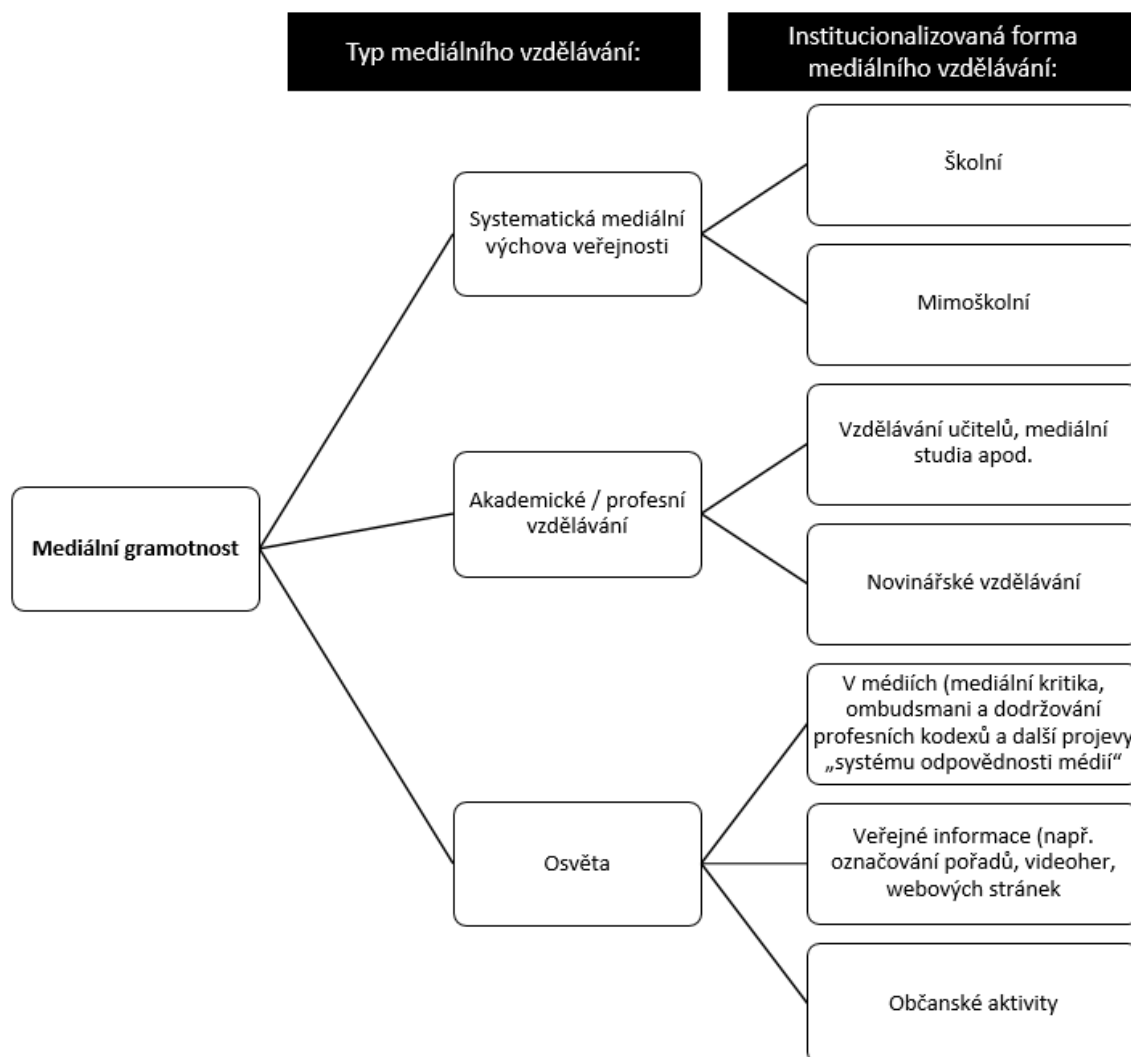 Typ mediálního vzdělávání:
Institucionalizovaná forma
mediálního vzdělávání:
Mediální gramotnost
Systematická mediální
výchova veřejnosti
Školní
Mimoškolní
Akademické / profesní
vzdělávání
Vzdělávání učitelů, mediální
studia apod.
Novinářské vzdělávání
Osvěta
V médiích (mediální kritika,
ombudsmani a dodržování
profesních kodexů a další projevy
„systému odpovědnosti médií“
Veřejné informace (např.
označování pořadů, videoher,
webových stránek
Občanské aktivity